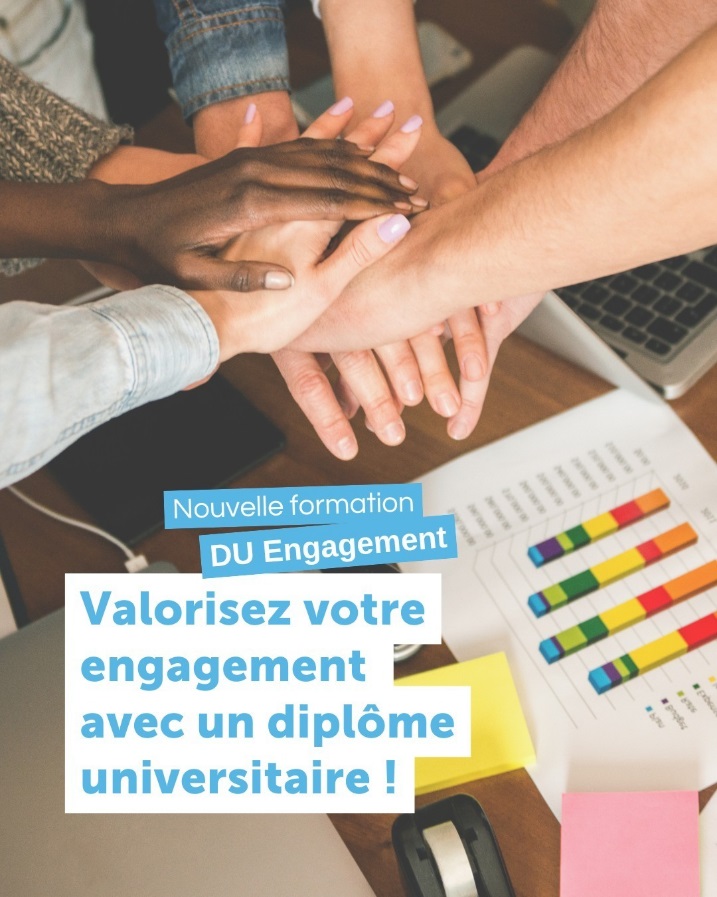 Nouvelle formation
DU Engagement
Valorisez votre
engagement
avec un diplôme
universitaire !